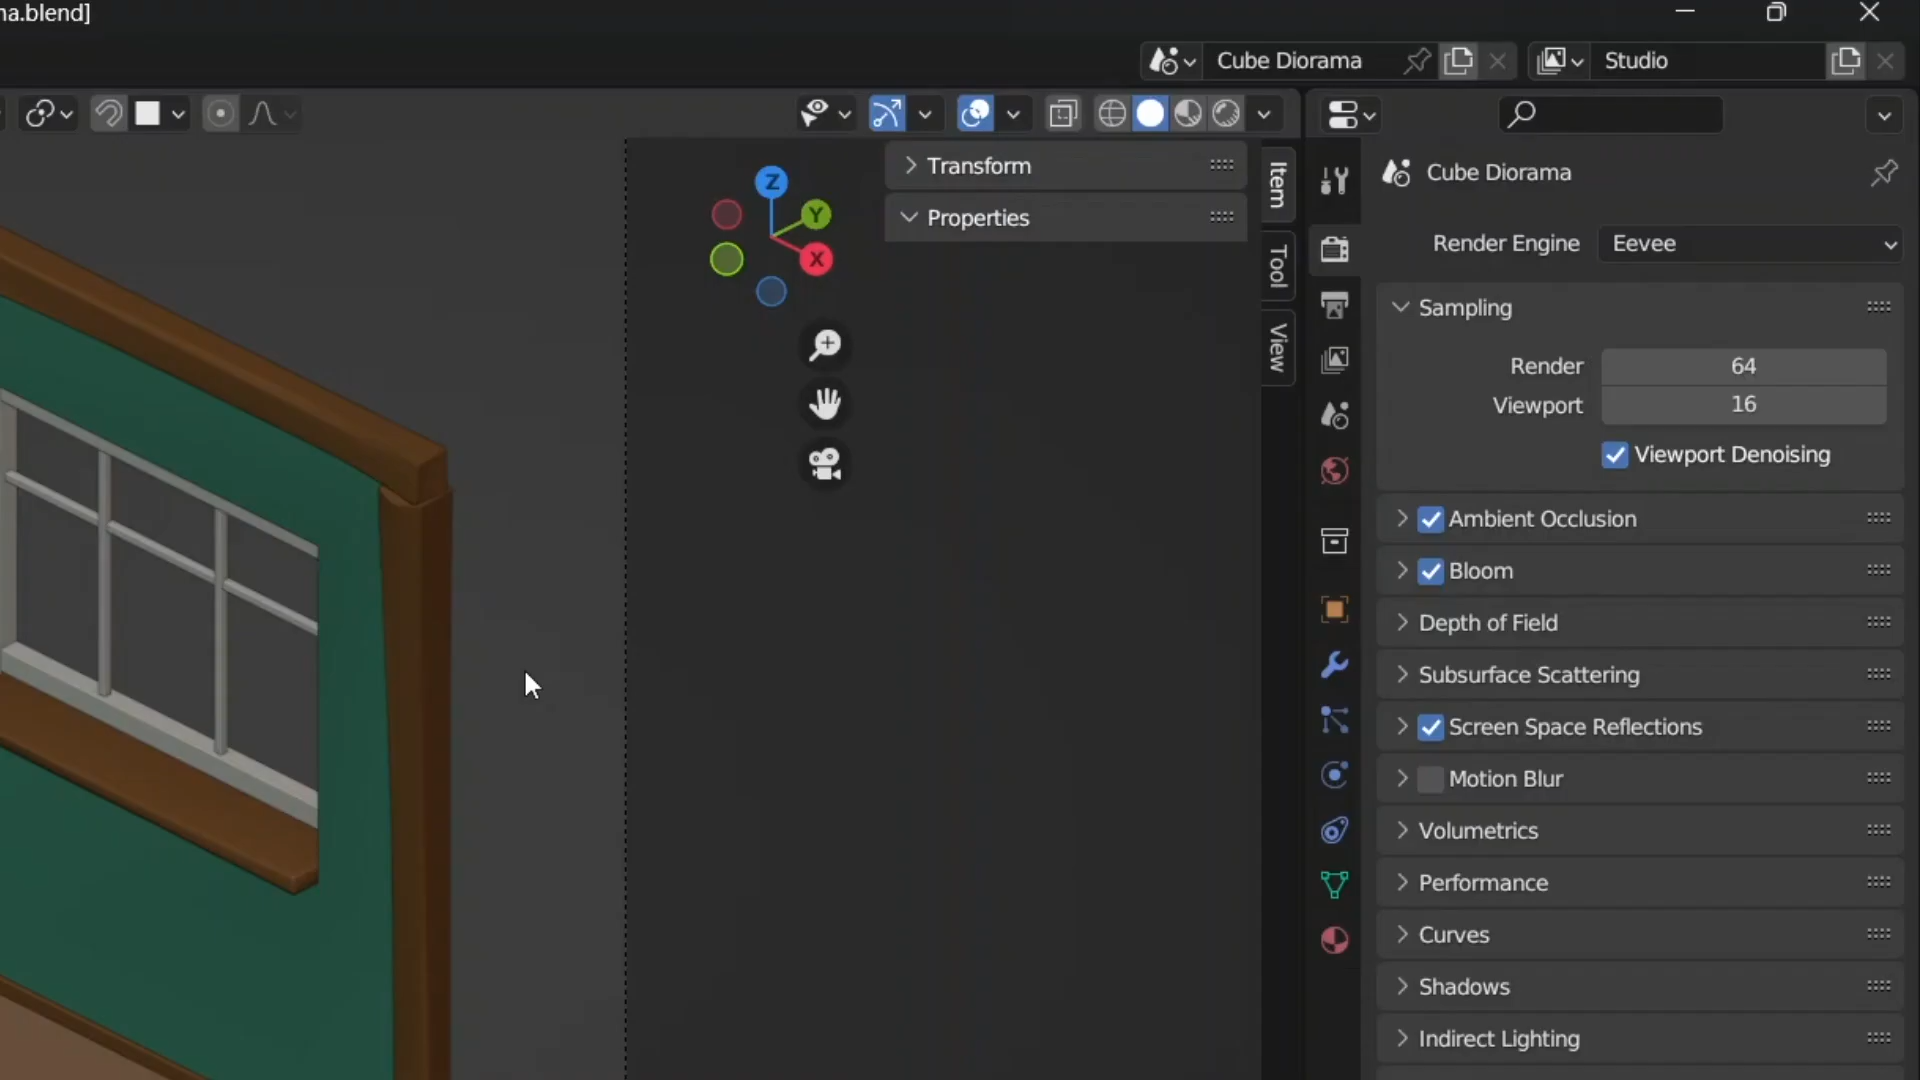 na.blend]
Cube Diorama
Studio
Z
Y
X
Transform
Properties
Item
Tool
View
Cube Diorama
Render Engine Eevee
Sampling
Render 64
Viewport 16
Viewport Denoising
Ambient Occlusion
Bloom
Depth of Field
Subsurface Scattering
Screen Space Reflections
Motion Blur
Volumetrics
Performance
Curves
Shadows
Indirect Lighting